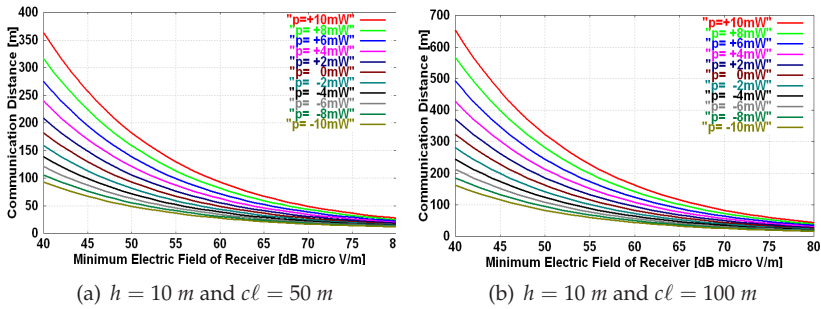 400
350
300
250
200
150
100
50
0
Communication Distance [m]
40 45 50 55 60 65 70 75 80
Minimum Electric Field of Receiver [dB micro V/m]
"p=+10mW"
"p= +8mW"
"p= +6mW"
"p= +4mW"
"p= +2mW"
"p= 0mW"
"p= -2mW"
"p= -4mW"
"p= -6mW"
"p= -8mW"
"p= -10mW"
(a) h = 10 m and cℓ = 50 m
700
600
500
400
300
200
100
0
Communication Distance [m]
40 45 50 55 60 65 70 75 80
Minimum Electric Field of Receiver [dB micro V/m]
"p=+10mW"
"p= +8mW"
"p= +6mW"
"p= +4mW"
"p= +2mW"
"p= 0mW"
"p= -2mW"
"p= -4mW"
"p= -6mW"
"p= -8mW"
"p= -10mW"
(b) h = 10 m and cℓ = 100 m